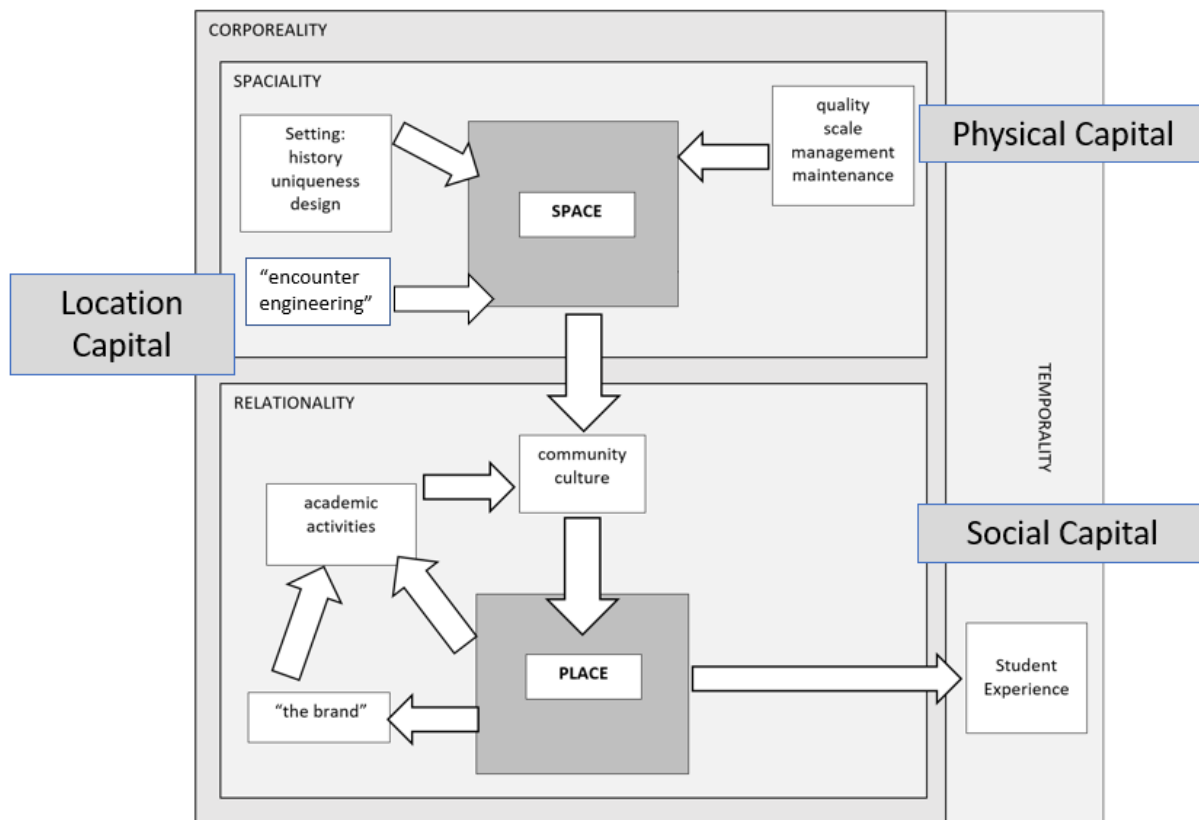 CORPOREALITY
SPACIALITY
Setting:
history
uniqueness
design
quality
scale
management
maintenance
Physical Capital
SPACE
“encounter
engineering”
Location
Capital
TEMPORALITY
RELATIONALITY
community
culture
academic
activities
Social Capital
PLACE
“the brand”
Student
Experience